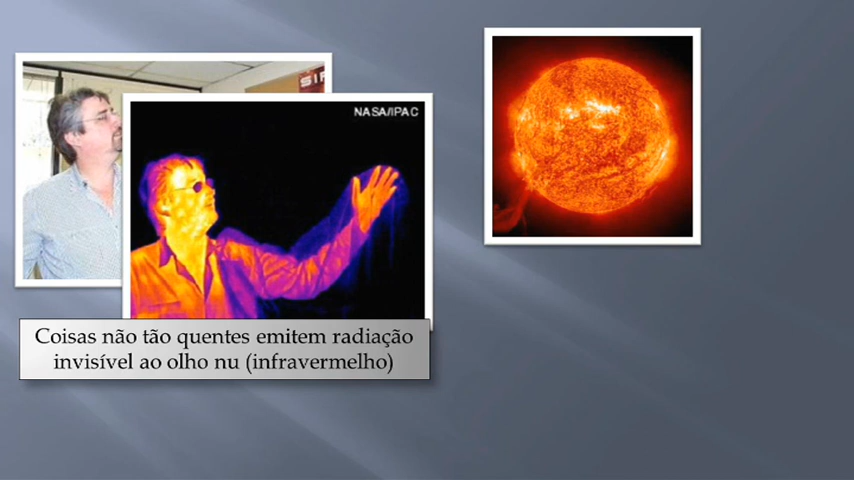 NASA/IPAC
Coisas não tão quentes emitem radiação
invisível ao olho nu (infravermelho)